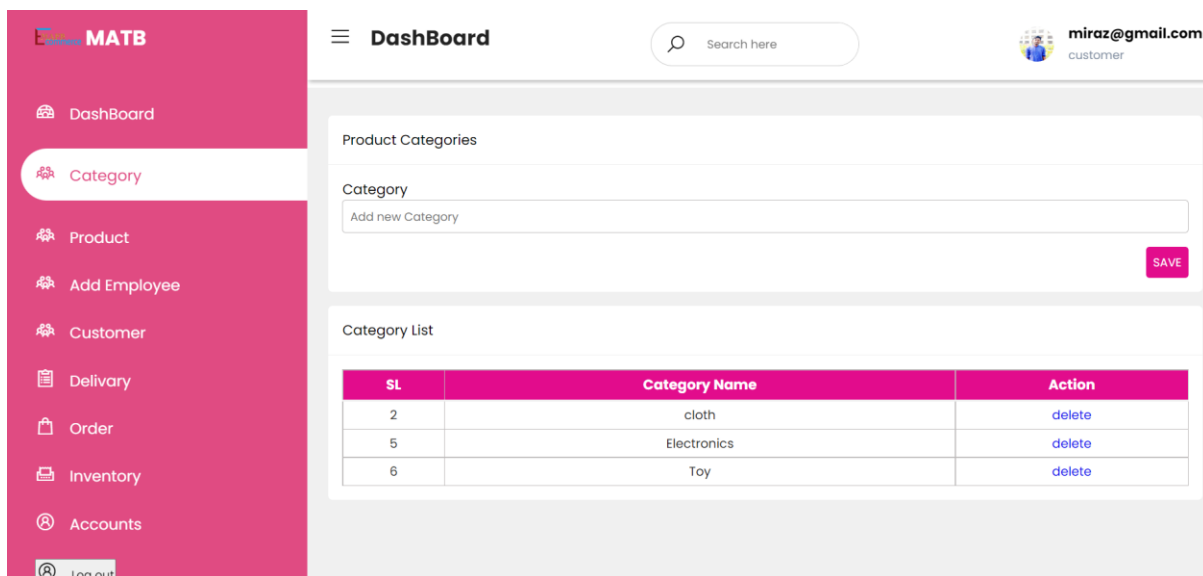 MATB
DashBoard
Search here
miraz@gmail.com
customer
DashBoard
Category
Product
Add Employee
Customer
Delivary
Order
Inventory
Accounts
Log out
Product Categories
Category
Add new Category
SAVE
Category List
SL Category Name Action
2 cloth delete
5 Electronics delete
6 Toy delete